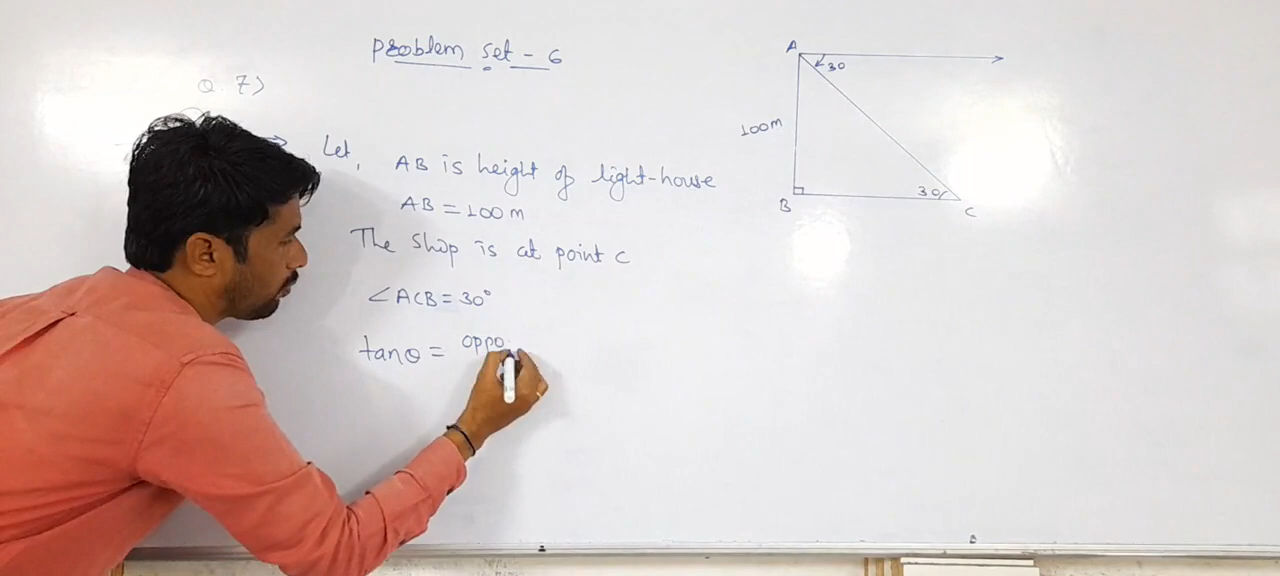 Problem set - 6
Q. 7)
Let, AB is height of light-house
AB = 100 m
The Ship is at point C
∠ACB = 30°
tanθ = oppo.
A
30
100m
B
30
C